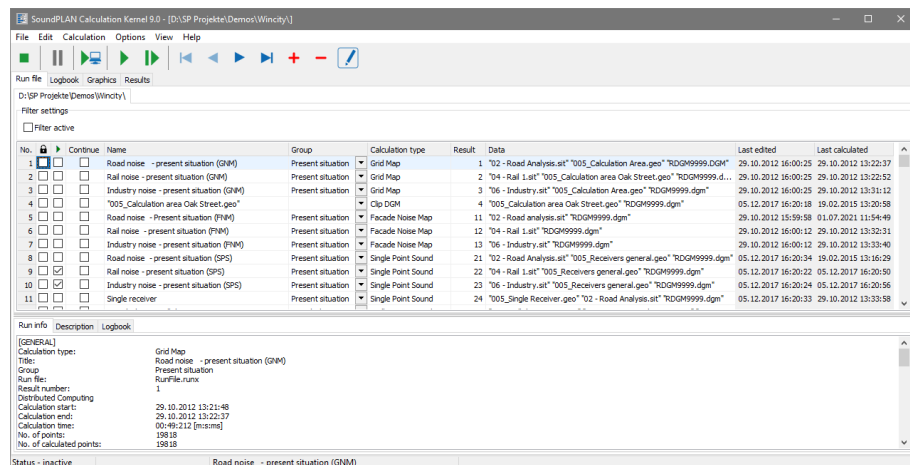 SoundPLAN Calculation Kernel 9.0 - [D:\SP Projekte\Demos\Wincity\]
File Edit Calculation Options View Help
Run file Logbook Graphics Results
D:\SP Projekte\Demos\Wincity\
Filter settings
Filter active
No. Continue Name Group Calculation type Result Data Last edited Last calculated
1 Road noise - present situation (GNM) Present situation Grid Map 1 "02 - Road Analysis.sit" "005_Calculation Area.geo" "RDGM9999.DGM" 29.10.2012 16:00:25 29.10.2012 13:22:37
2 Rail noise - present situation (GNM) Present situation Grid Map 2 "04 - Rail 1.sit" "005_Calculation area Oak Street.geo" "RDGM9999.d... 29.10.2012 16:00:25 29.10.2012 13:22:52
3 Industry noise - present situation (GNM) Present situation Grid Map 3 "06 - Industry.sit" "005_Calculation Area.geo" "RDGM9999.dgm" 29.10.2012 16:00:25 29.10.2012 13:31:12
4 "005_Calculation area Oak Street.geo" Clip DGM 4 "005_Calculation area Oak Street.geo" "RDGM9999.dgm" 05.12.2017 16:20:18 19.02.2015 13:20:58
5 Road noise - Present situation (FNM) Present situation Facade Noise Map 11 "02 - Road analysis.sit" "RDGM9999.dgm" 29.10.2012 15:59:58 01.07.2021 11:54:49
6 Rail noise - present situation (FNM) Present situation Facade Noise Map 12 "04 - Rail 1.sit" "RDGM9999.dgm" 29.10.2012 16:00:12 29.10.2012 13:32:31
7 Industry noise - present situation (FNM) Present situation Facade Noise Map 13 "06 - Industry.sit" "RDGM9999.dgm" 29.10.2012 16:00:12 29.10.2012 13:33:40
8 Road noise - present situation (SPS) Present situation Single Point Sound 21 "02 - Road analysis.sit" "005_Receivers general.geo" "RDGM9999.dgm" 05.12.2017 16:20:34 19.02.2015 13:16:29
9 Rail noise - present situation (SPS) Present situation Single Point Sound 22 "04 - Rail 1.sit" "005_Receivers general.geo" "RDGM9999.dgm" 05.12.2017 16:20:22 05.12.2017 16:20:50
10 Industry noise - present situation (SPS) Present situation Single Point Sound 23 "06 - Industry.sit" "005_Receivers general.geo" "RDGM9999.dgm" 05.12.2017 16:20:24 05.12.2017 16:20:56
11 Single receiver Present situation Single Point Sound 24 "005_Single Receiver.geo" "02 - Road Analysis.sit" "RDGM9999.dgm" 05.12.2017 16:20:33 29.10.2012 13:33:58
Run info Description Logbook
[GENERAL]
Calculation type: Grid Map
Title: Road noise - present situation (GNM)
Group Present situation
Run file: RunFile.runx
Result number: 1
Distributed Computing
Calculation start: 29.10.2012 13:21:48
Calculation end: 29.10.2012 13:22:37
Calculation time: 00:49:212 [m:s:ms]
No. of points: 19818
No. of calculated points: 19818
Status - inactive Road noise - present situation (GNM)